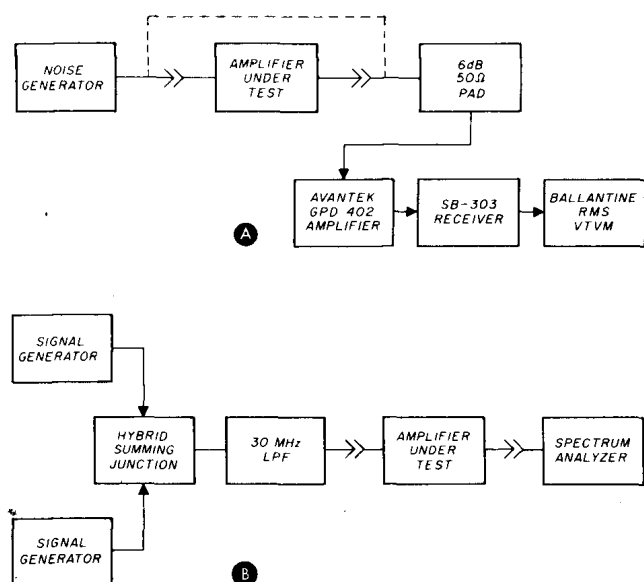 NOISE
GENERATOR
AMPLIFIER
UNDER
TEST
6dB
50Ω
PAD
AVANTEK
GPD 402
AMPLIFIER
SB-303
RECEIVER
BALLANTINE
RMS
VTVM
A
SIGNAL
GENERATOR
HYBRID
SUMMING
JUNCTION
30 MHz
LPF
AMPLIFIER
UNDER
TEST
SPECTRUM
ANALYZER
SIGNAL
GENERATOR
B